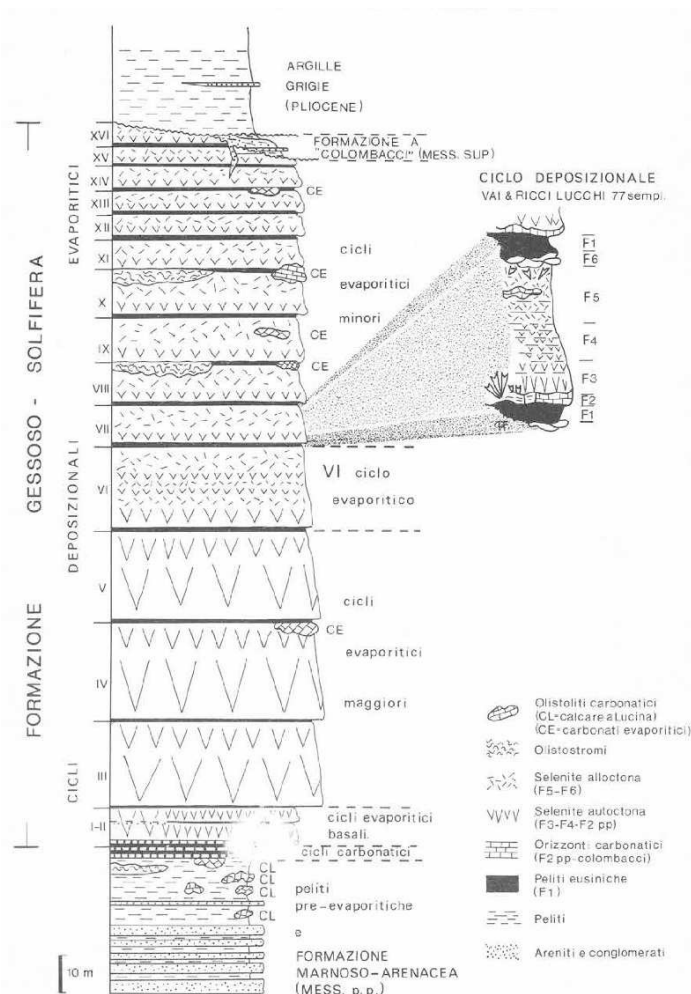 ARGILLE
GRIGIE
(PLIOCENE)
FORMAZIONE A
"COLOMBACCI" (MESS. SUP)
CICLO DEPOSIZIONALE
VAI & RICCI LUCCHI 77 sempl.
F1
F6
F5
F4
F3
F2
F1
XVI
XV
XIV
XIII
XII
XI
X
IX
VIII
VII
VI
V
IV
III
I-II
CE
CE
CE
CE
CE
cicli
evaporitici
minori
VI ciclo
evaporitico
cicli
evaporitici
maggiori
cicli evaporitici
basali
cicli carbonatici
CL
CL
CL
CL
peliti
pre-evaporitiche
e
FORMAZIONE
MARNOSO-ARENACEA
(MESS. p.p.)
FORMAZIONE GESSOSO - SOLFIFERA
CICLI DEPOSIZIONALI EVAPORITICI
10 m
Olistoliti carbonatici
(CL=calcare a Lucina)
(CE=carbonati evaporitici)
Olistostromi
Selenite alloctona
(F5-F6)
Selenite autoctona
(F3-F4-F2 pp)
Orizzonti carbonatici
(F2 pp-colombacci)
Peliti eusiniche
(F1)
Peliti
Areniti e conglomerati